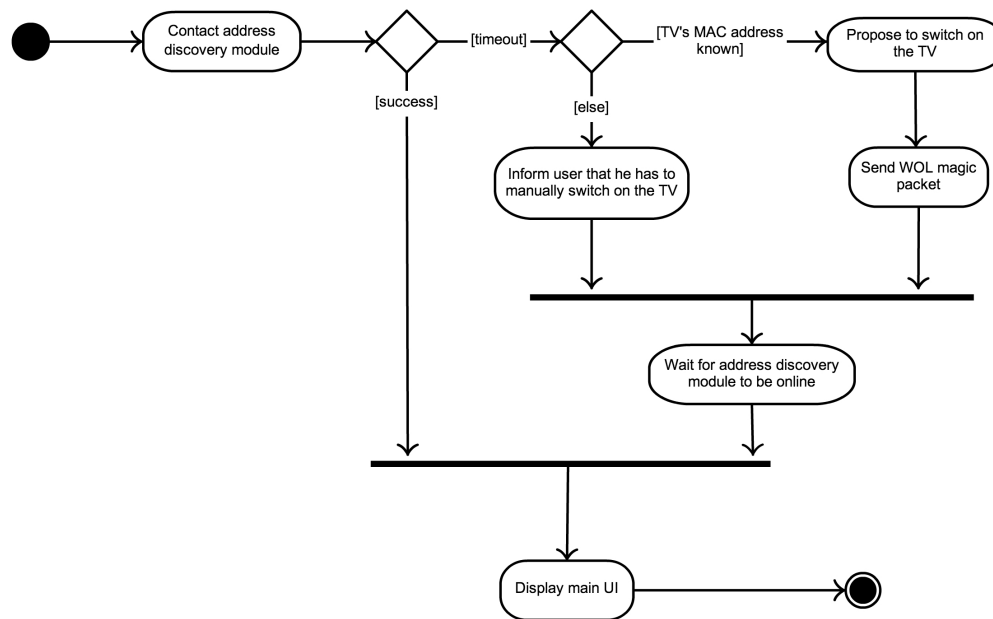 Contact address
discovery module
[timeout]
[TV's MAC address
known]
Propose to switch on
the TV
[success]
[else]
Inform user that he has to
manually switch on the TV
Send WOL magic
packet
Wait for address discovery
module to be online
Display main UI